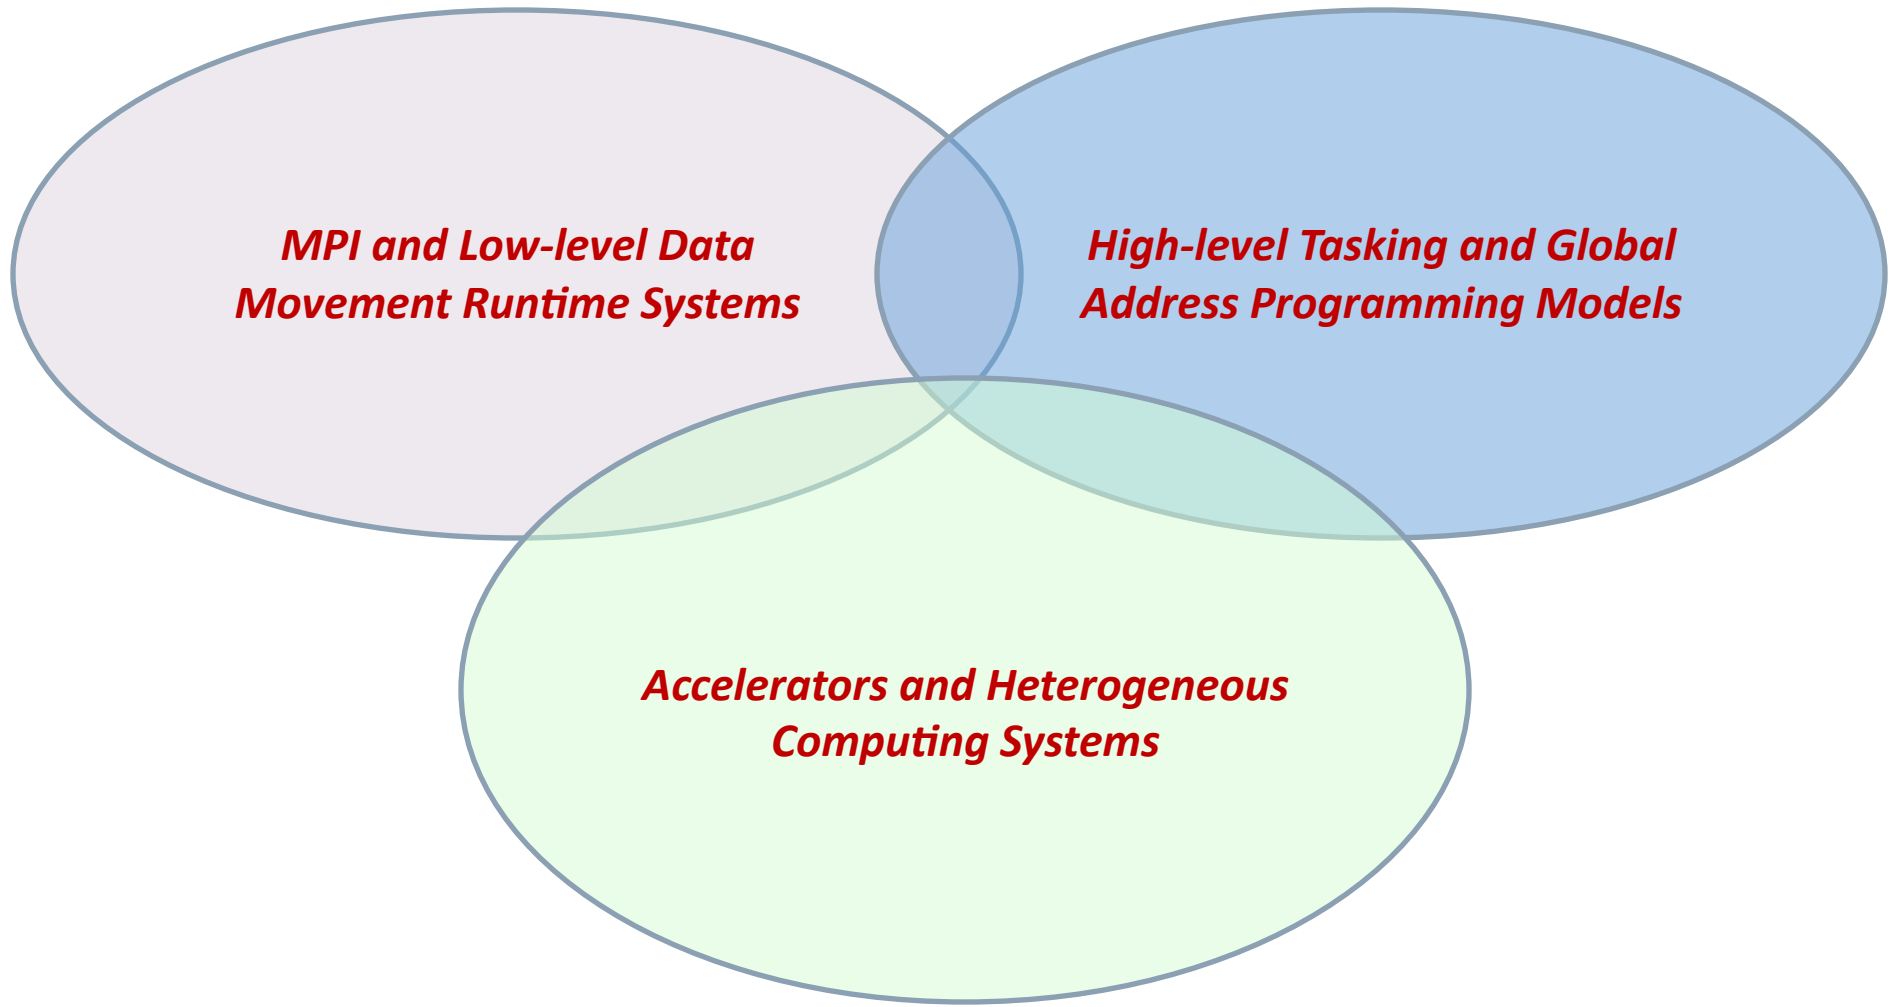 MPI and Low-level Data
Movement Runtime Systems
High-level Tasking and Global
Address Programming Models
Accelerators and Heterogeneous
Computing Systems